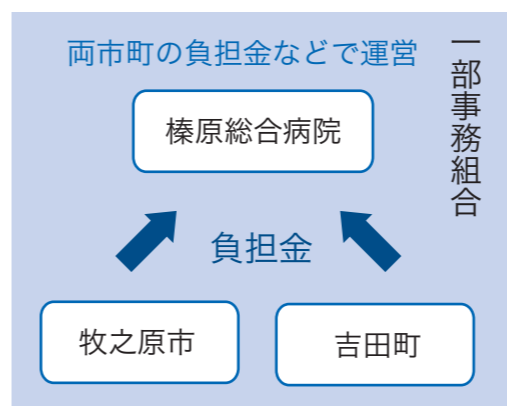 両市町の負担金などで運営
一部事務組合
榛原総合病院
負担金
牧之原市
吉田町